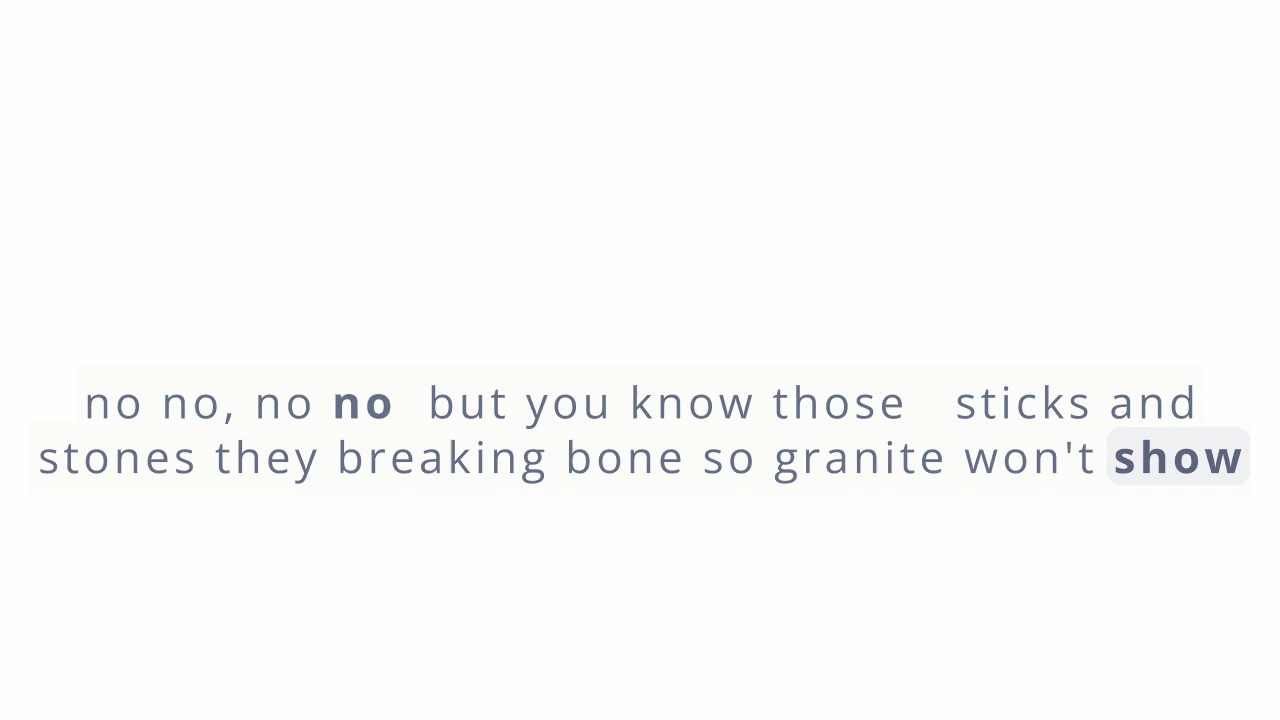 no no, no no but you know those sticks and
stones they breaking bone so granite won't show